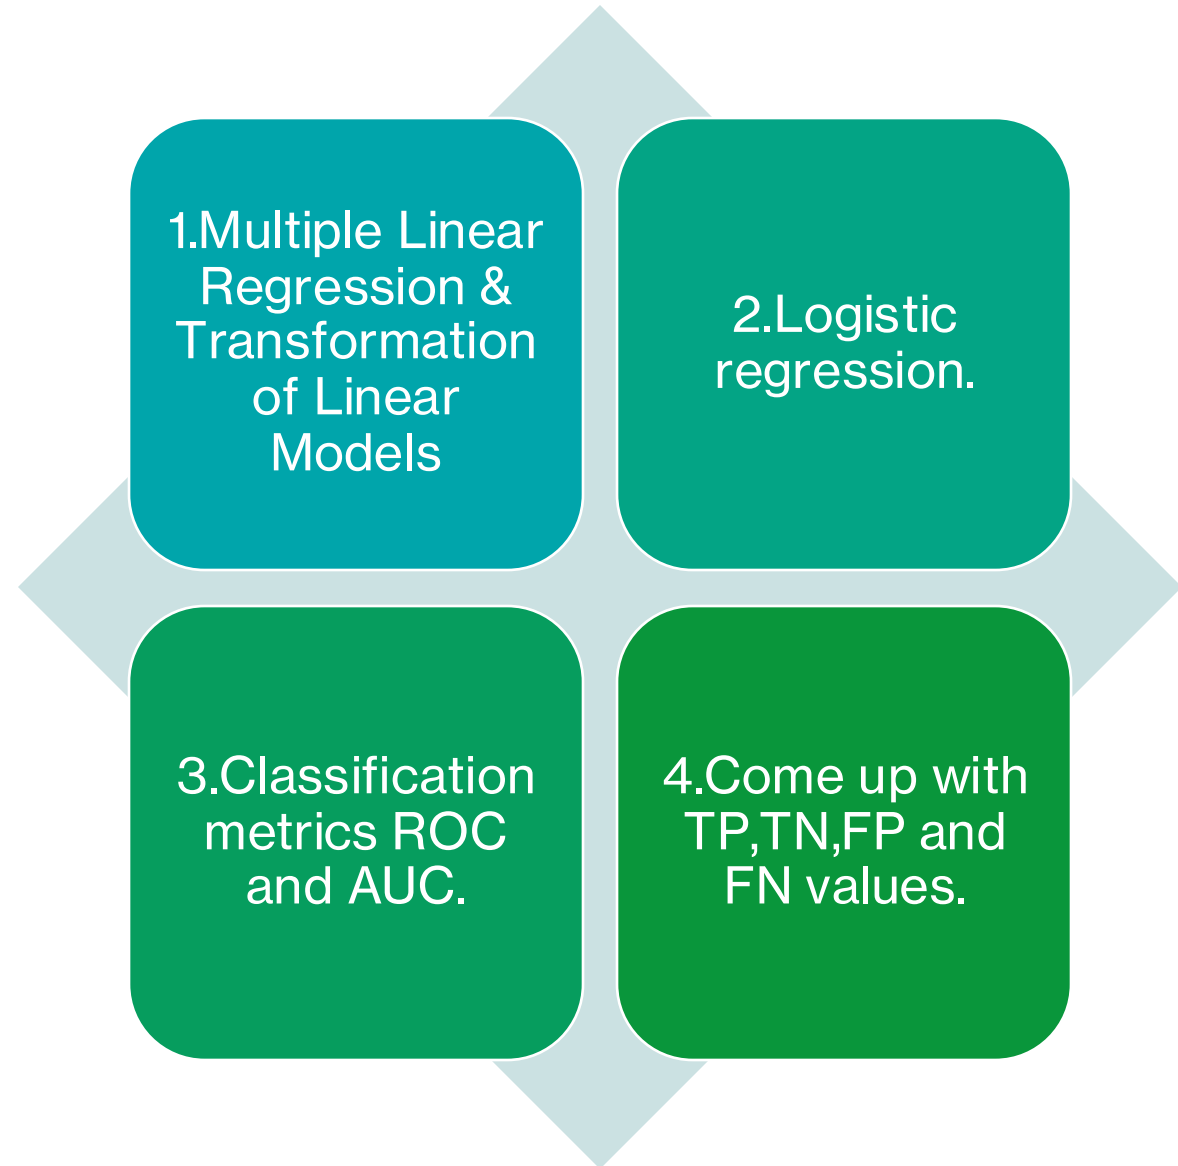 1.Multiple Linear
Regression &
Transformation
of Linear
Models
2.Logistic
regression.
3.Classification
metrics ROC
and AUC.
4.Come up with
TP,TN,FP and
FN values.